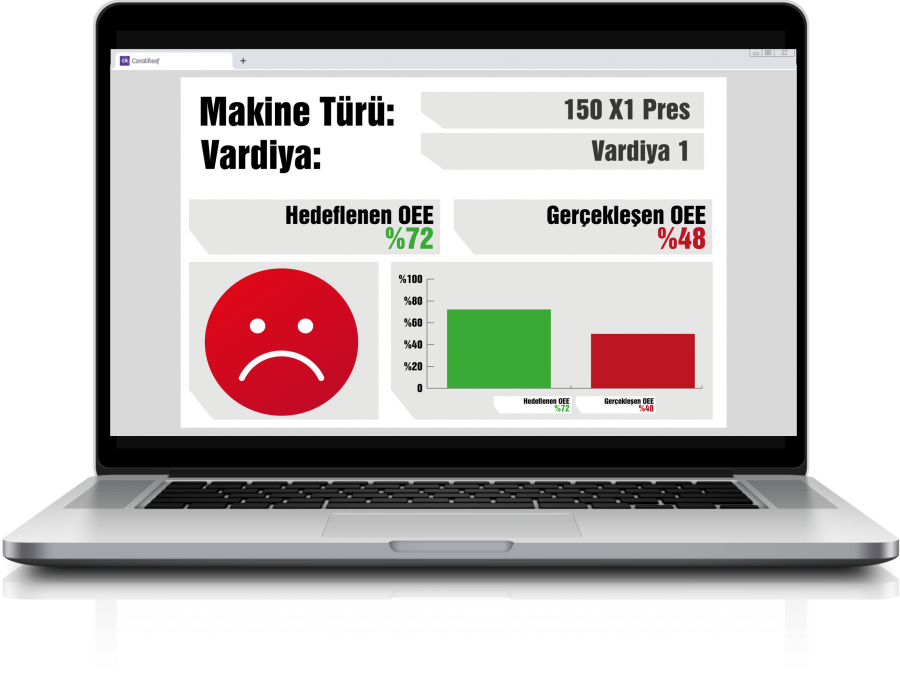 CR CoralReef
Makine Türü:
150 X1 Pres
Vardiya:
Vardiya 1
Hedeflenen OEE
%72
Gerçekleşen OEE
%48
%100
%80
%60
%40
%20
0
Hedeflenen OEE
%72
Gerçekleşen OEE
%48